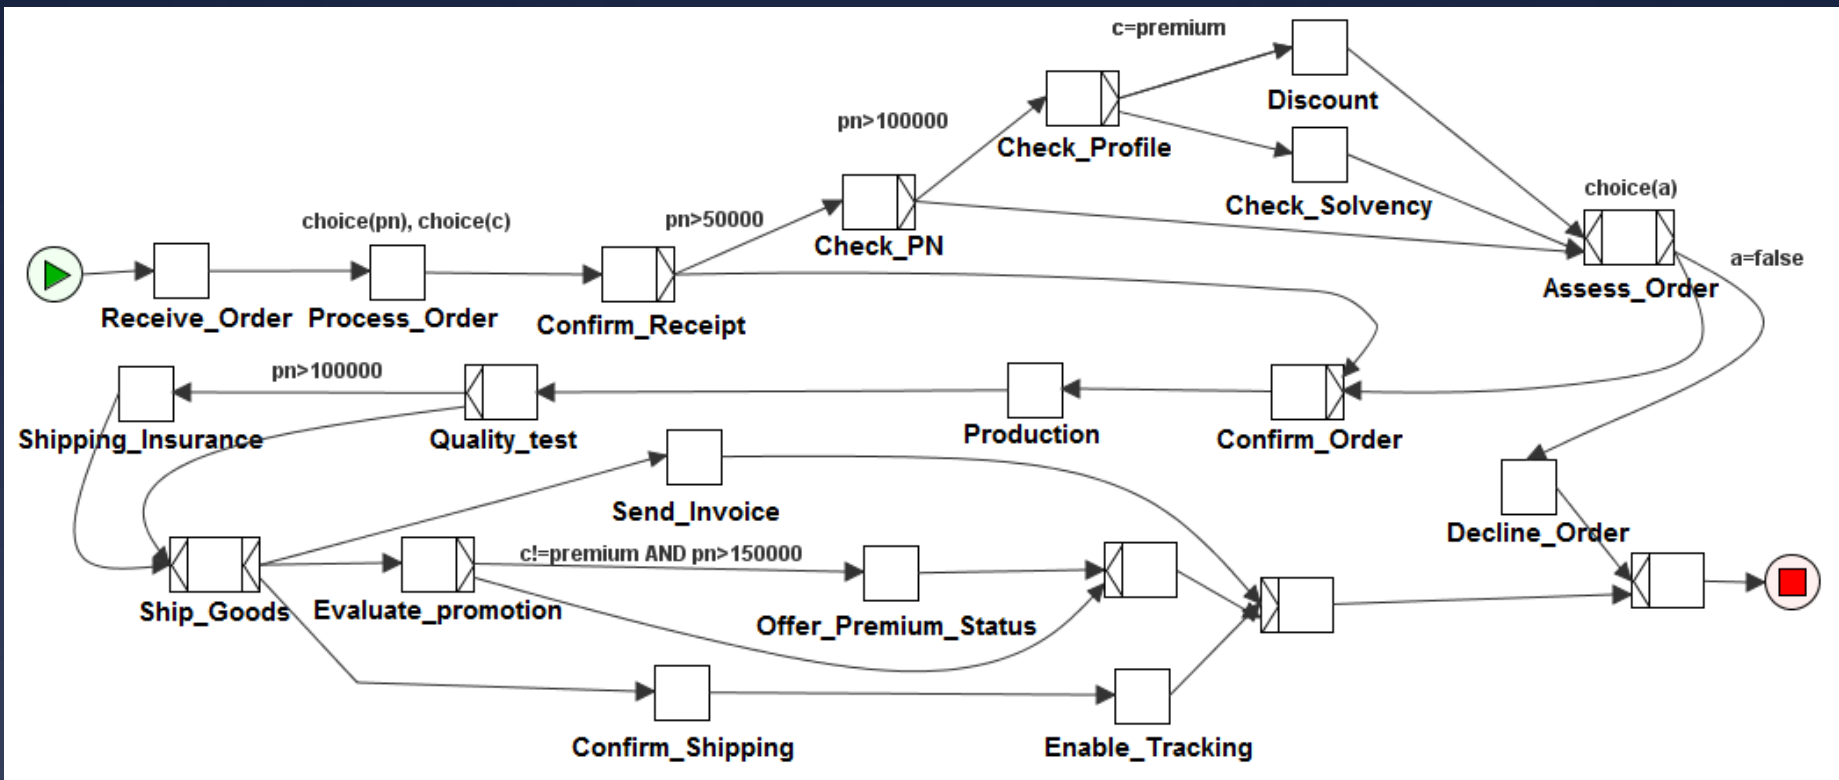 c=premium
Discount
pn>100000
Check_Profile
Check_Solvency
choice(a)
pn>50000
choice(pn), choice(c)
Check_PN
a=false
Assess_Order
Receive_Order
Process_Order
Confirm_Receipt
pn>100000
Shipping_Insurance
Quality_test
Production
Confirm_Order
Send_Invoice
Decline_Order
c!=premium AND pn>150000
Ship_Goods
Evaluate_promotion
Offer_Premium_Status
Confirm_Shipping
Enable_Tracking